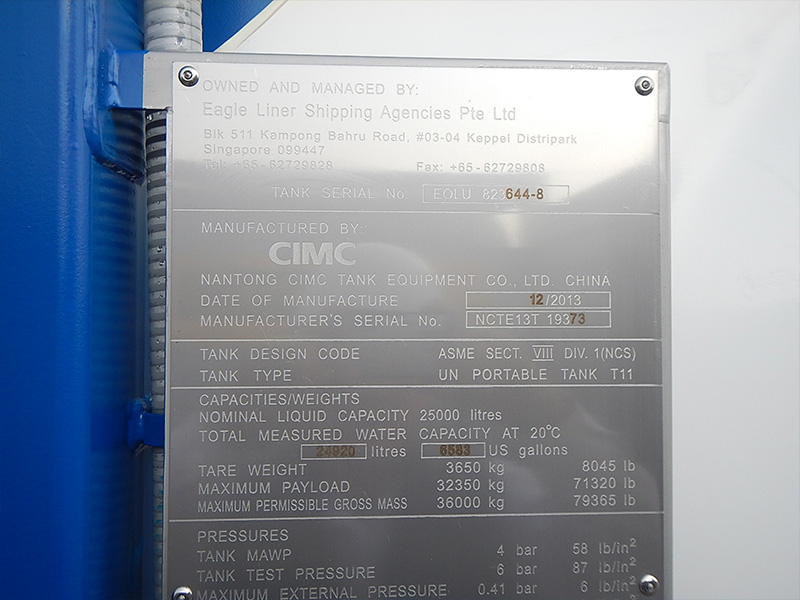 OWNED AND MANAGED BY:
Eagle Liner Shipping Agencies Pte Ltd
Blk 511 Kampong Bahru Road, #03-04 Keppel Distripark
Singapore 099447
Tel: +65-62729828 Fax: +65-62729808
TANK SERIAL No. EOLU 823644-8
MANUFACTURED BY:
CIMC
NANTONG CIMC TANK EQUIPMENT CO., LTD. CHINA
DATE OF MANUFACTURE 12/2013
MANUFACTURER'S SERIAL No. NCTE13T 19373
TANK DESIGN CODE ASME SECT. VIII DIV. 1(NCS)
TANK TYPE UN PORTABLE TANK T11
CAPACITIES/WEIGHTS
NOMINAL LIQUID CAPACITY 25000 litres
TOTAL MEASURED WATER CAPACITY AT 20°C
24920 litres 6583 US gallons
TARE WEIGHT 3650 kg 8045 lb
MAXIMUM PAYLOAD 32350 kg 71320 lb
MAXIMUM PERMISSIBLE GROSS MASS 36000 kg 79365 lb
PRESSURES
TANK MAWP 4 bar 58 lb/in²
TANK TEST PRESSURE 6 bar 87 lb/in²
MAXIMUM EXTERNAL PRESSURE 0.41 bar 6 lb/in²